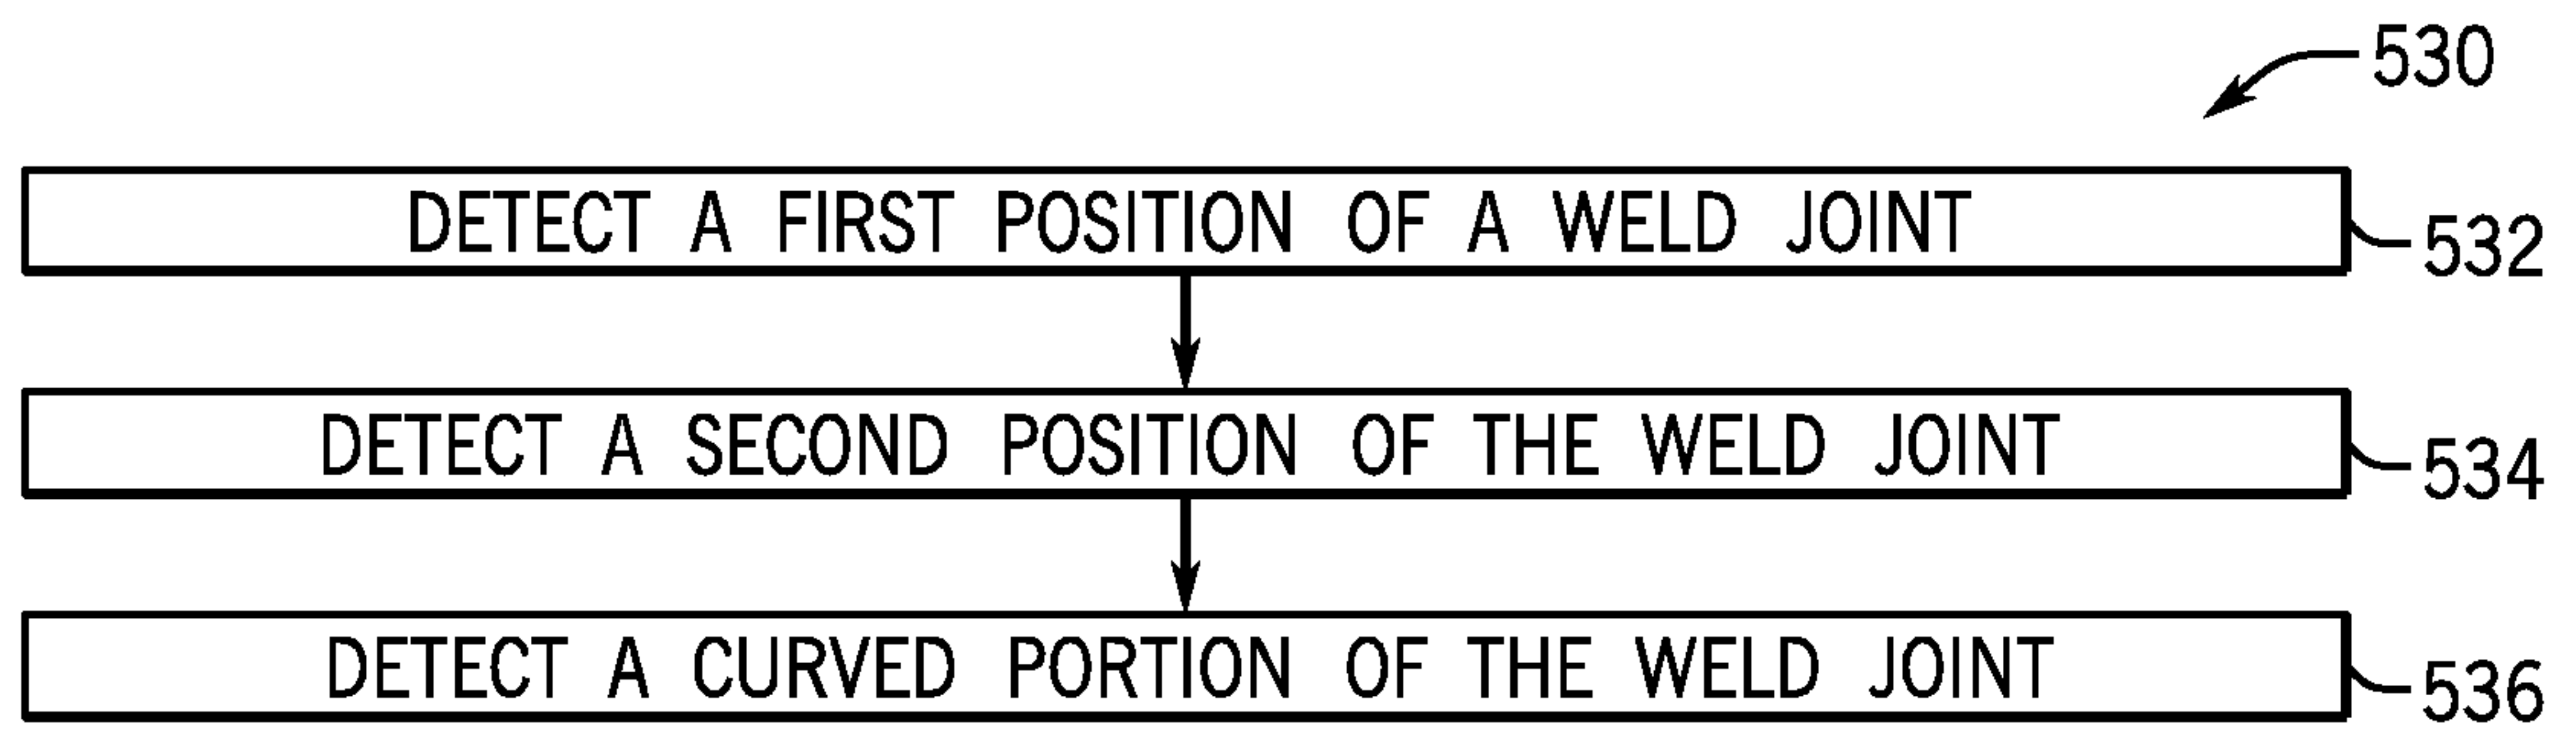 530
DETECT A FIRST POSITION OF A WELD JOINT
532
DETECT A SECOND POSITION OF THE WELD JOINT
534
DETECT A CURVED PORTION OF THE WELD JOINT
536